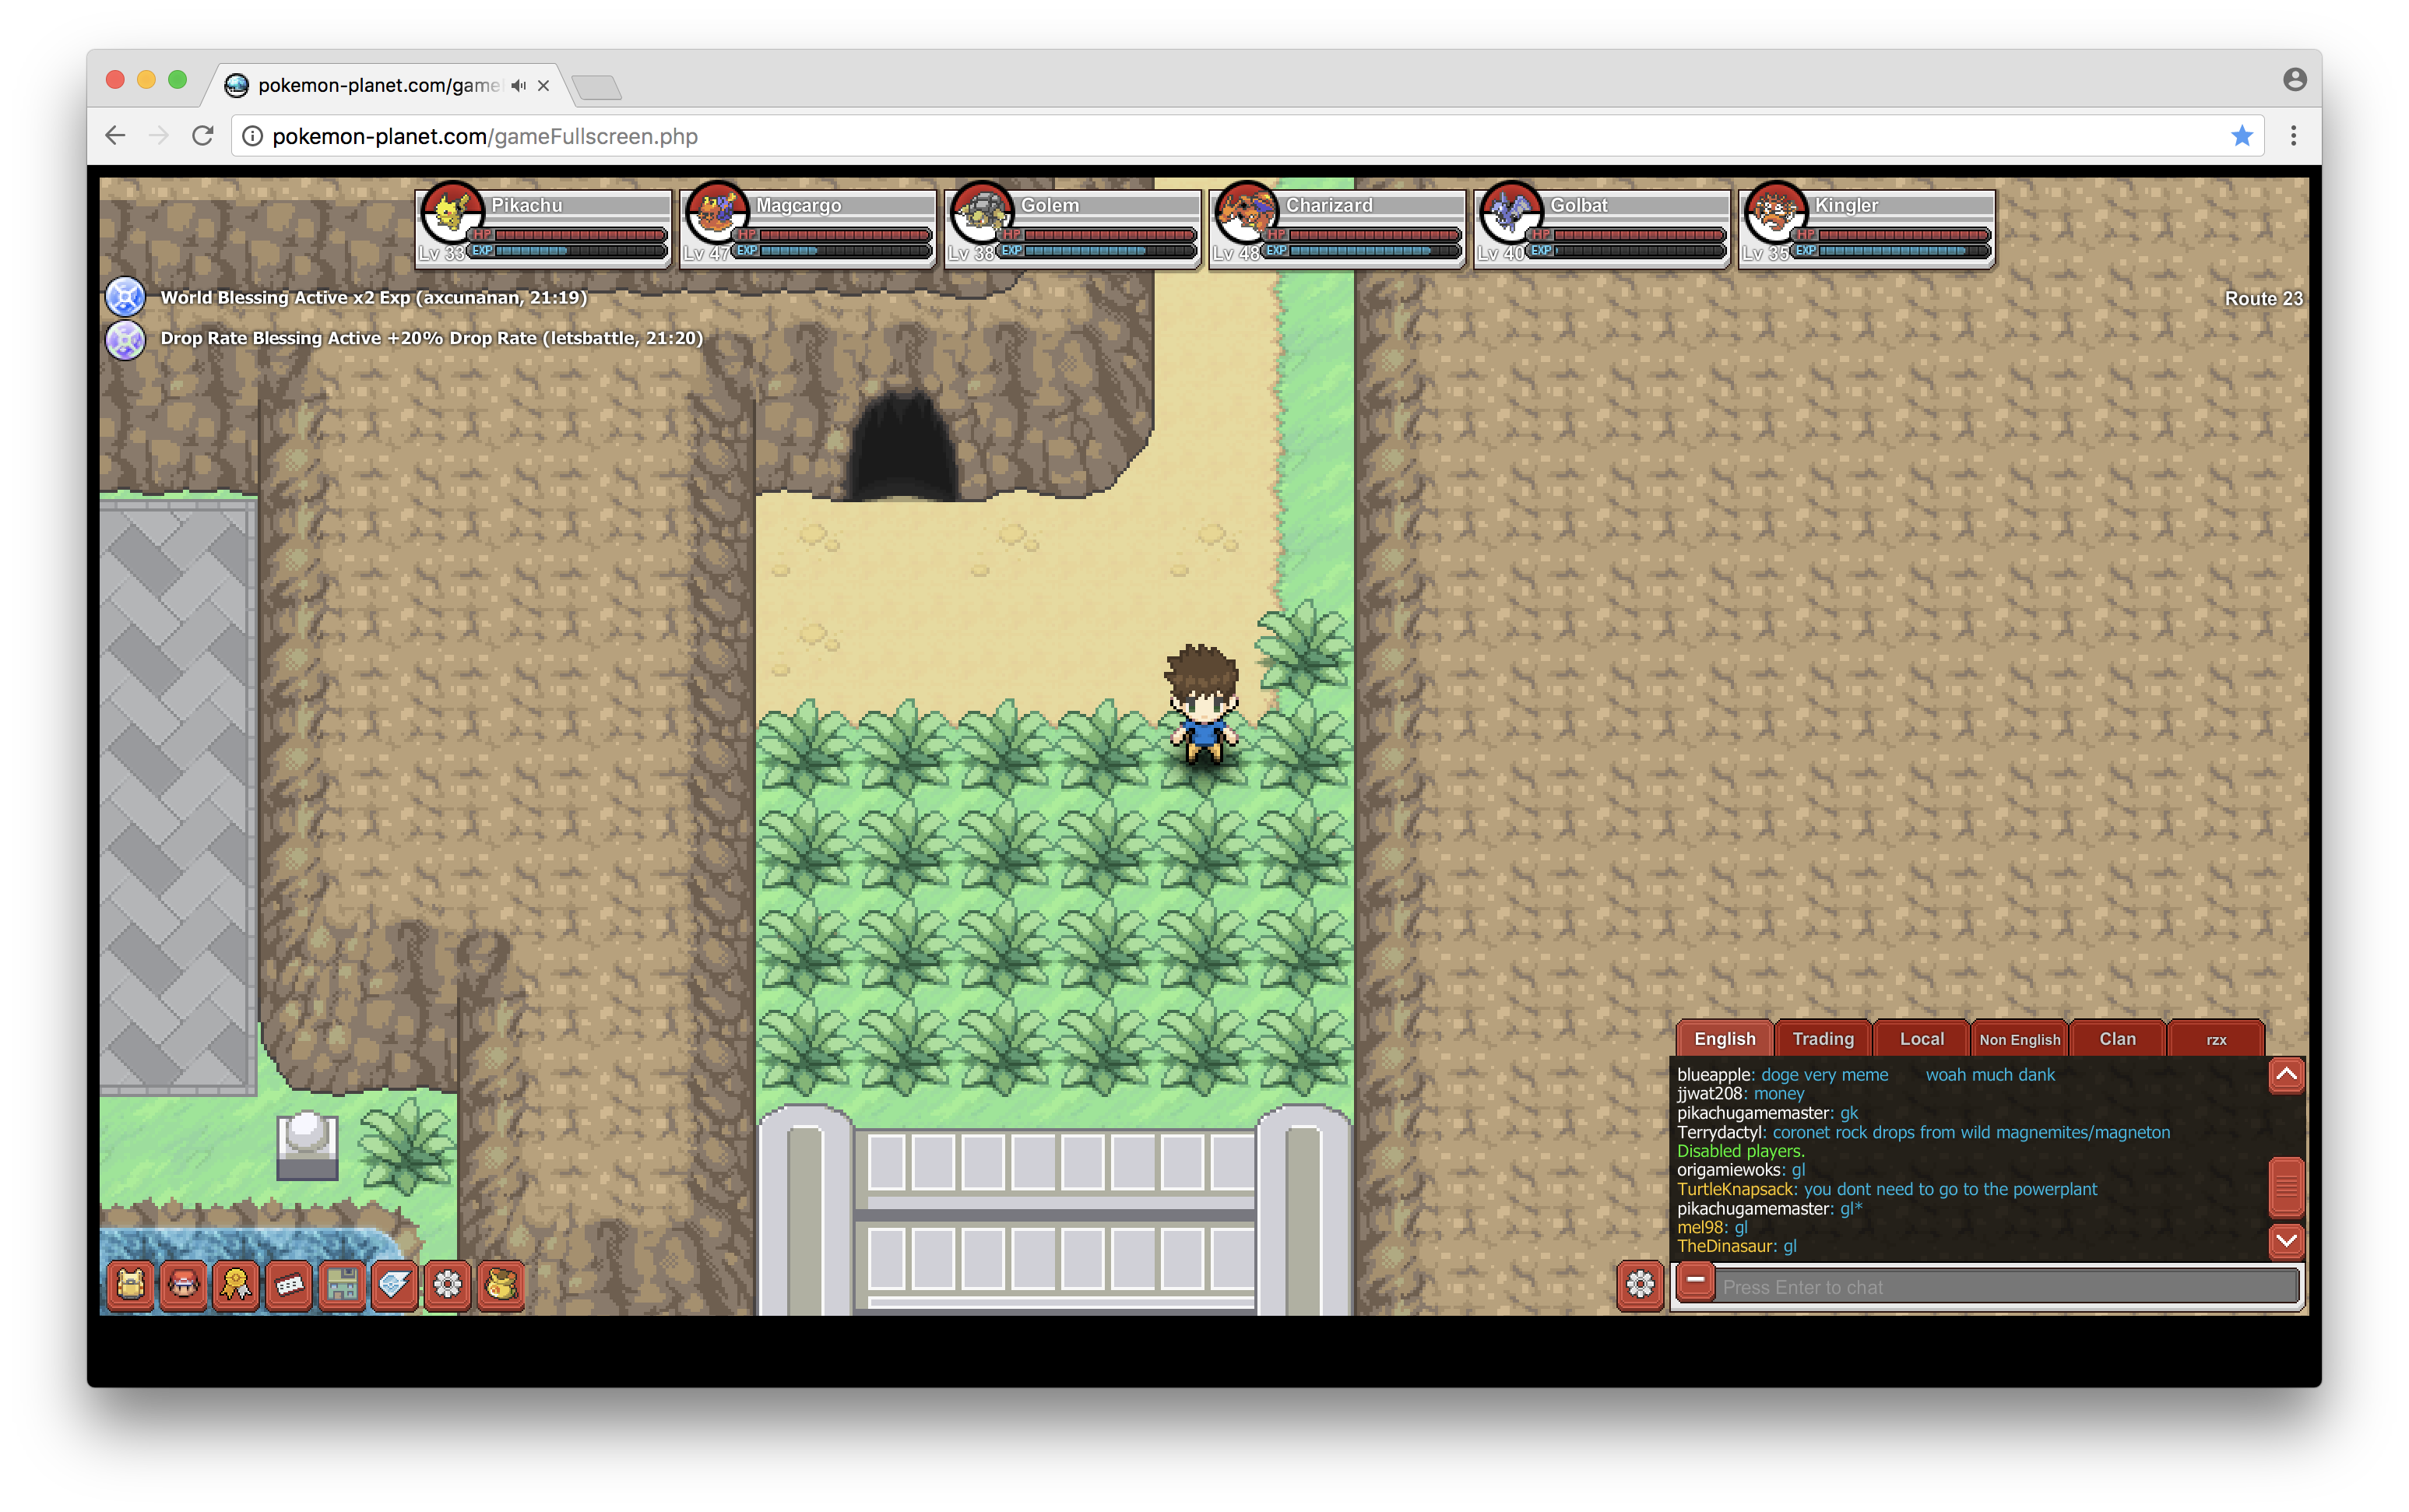 pokemon-planet.com/game
pokemon-planet.com/gameFullscreen.php
Pikachu
HP
Lv 33 EXP
Magcargo
HP
Lv 47 EXP
Golem
HP
Lv 38 EXP
Charizard
HP
Lv 48 EXP
Golbat
HP
Lv 40 EXP
Kingler
HP
Lv 35 EXP
World Blessing Active x2 Exp (axcunanan, 21:19)
Route 23
Drop Rate Blessing Active +20% Drop Rate (letsbattle, 21:20)
English Trading Local Non English Clan rzx
blueapple: doge very meme woah much dank
jjwat208: money
pikachugamemaster: gk
Terrydactyl: coronet rock drops from wild magnemites/magneton
Disabled players.
origamiewoks: gl
TurtleKnapsack: you dont need to go to the powerplant
pikachugamemaster: gl*
mel98: gl
TheDinasaur: gl
Press Enter to chat